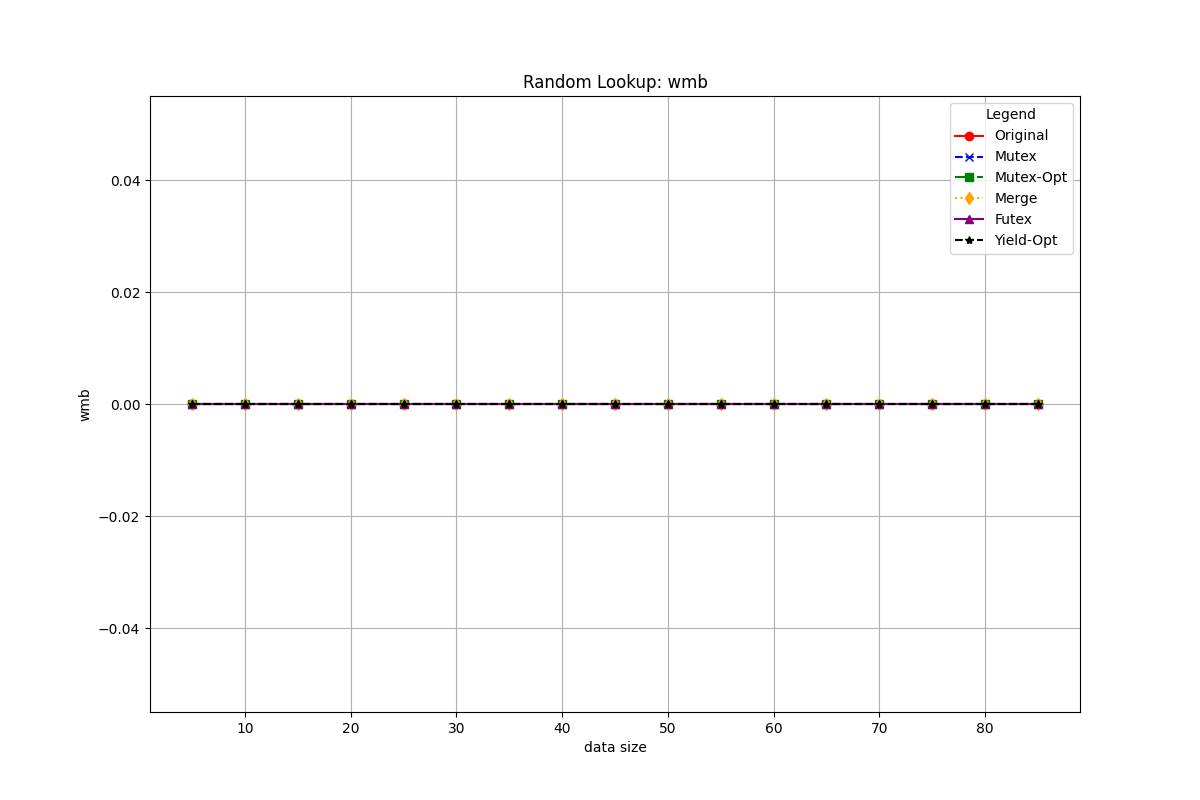 Random Lookup: wmb
Legend
Original
Mutex
Mutex-Opt
Merge
Futex
Yield-Opt
0.04
0.02
0.00
−0.02
−0.04
wmb
10 20 30 40 50 60 70 80
data size